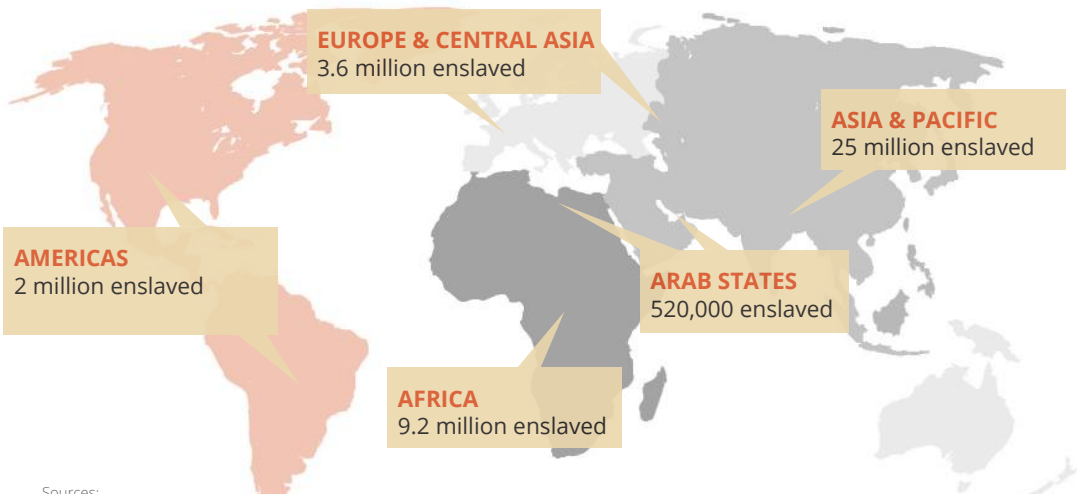 EUROPE & CENTRAL ASIA
3.6 million enslaved
ASIA & PACIFIC
25 million enslaved
AMERICAS
2 million enslaved
ARAB STATES
520,000 enslaved
AFRICA
9.2 million enslaved
Sources: